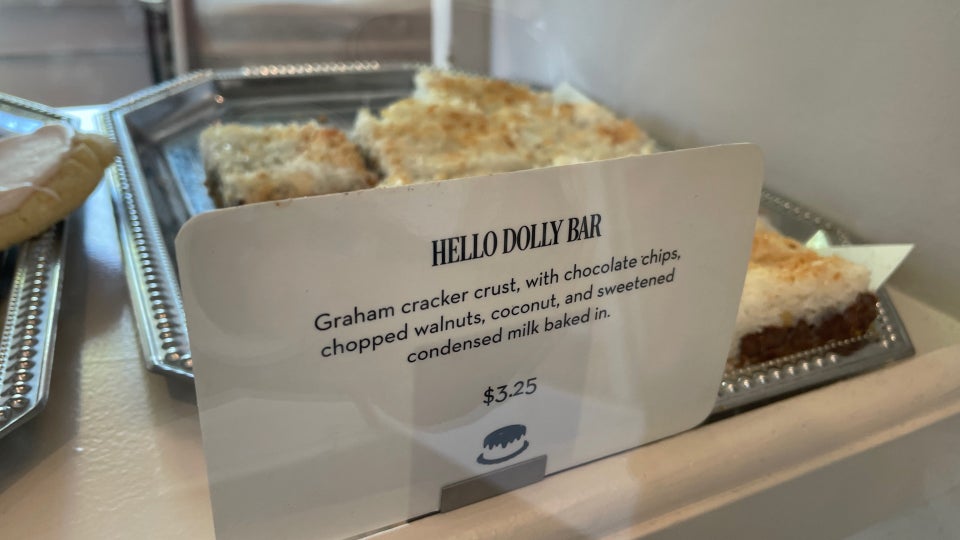 HELLO DOLLY BAR
Graham cracker crust, with chocolate chips,
chopped walnuts, coconut, and sweetened
condensed milk baked in.
$3.25